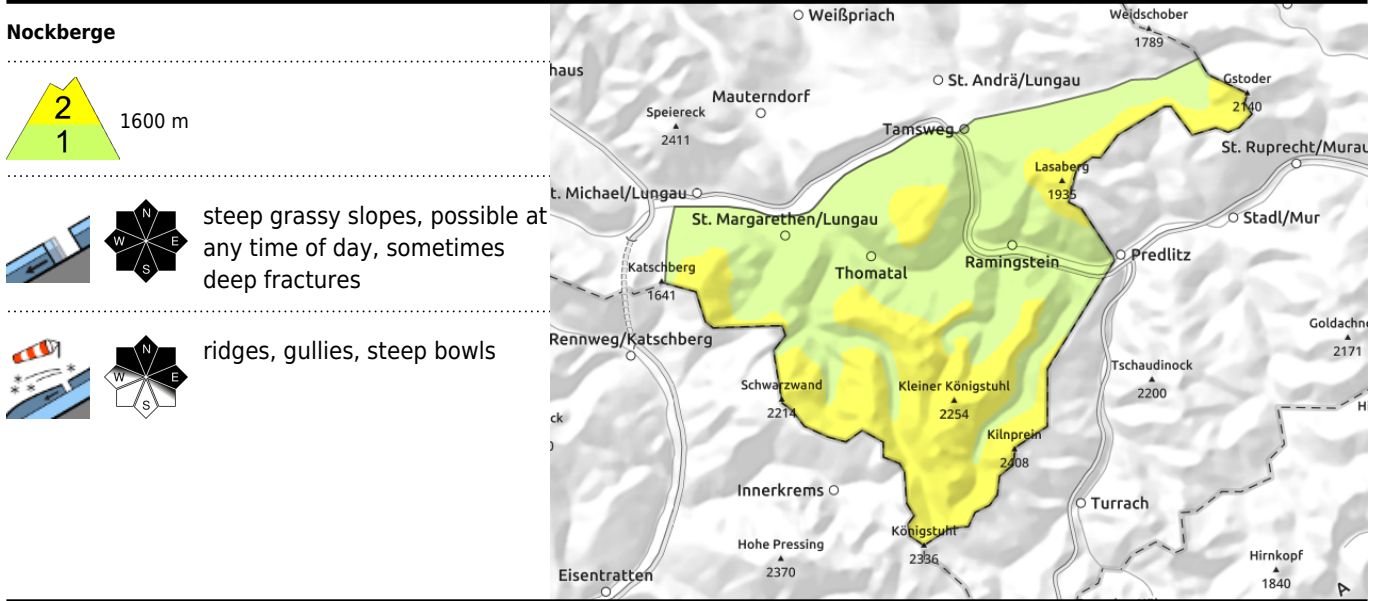 Nockberge
2
1
1600 m
N
W
E
S
steep grassy slopes, possible at
any time of day, sometimes
deep fractures
N
W
E
S
ridges, gullies, steep bowls
Weißpriach
Weidschober
1789
haus
St. Andrä/Lungau
Gstoder
2140
Mauterndorf
Speiereck
2411
Tamsweg
St. Ruprecht/Murau
Lasaberg
1935
t. Michael/Lungau
St. Margarethen/Lungau
Stadl/Mur
Predlitz
Ramingstein
Thomatal
Katschberg
1641
Rennweg/Katschberg
Goldachn
2171
Tschaudinock
2200
Schwarzwand
2214
Kleiner Königstuhl
2254
H
ck
Kilnprein
2408
Innerkrems
Turrach
Königstuhl
2336
Hohe Pressing
2370
Hirnkopf
1840
Eisentratten
A